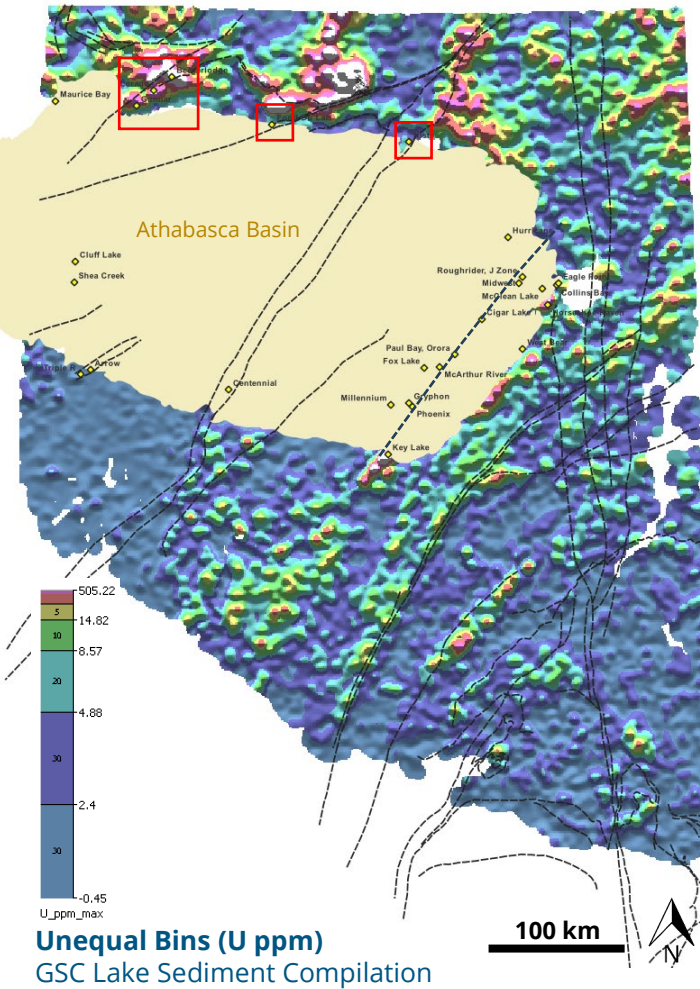 Maurice Bay
Athabasca Basin
Cluff Lake
Shea Creek
Roughrider, J Zone
Midwest
McClean Lake
Eagle Point
Collins Bay
Cigar Lake
West Bear
Paul Bay, Orora
Fox Lake
McArthur River
Arrow
Centennial
Millennium
Gryphon
Phoenix
Key Lake
505.22
5
14.82
10
8.57
20
4.88
30
2.4
30
-0.45
U_ppm_max
100 km
N
Unequal Bins (U ppm)
GSC Lake Sediment Compilation